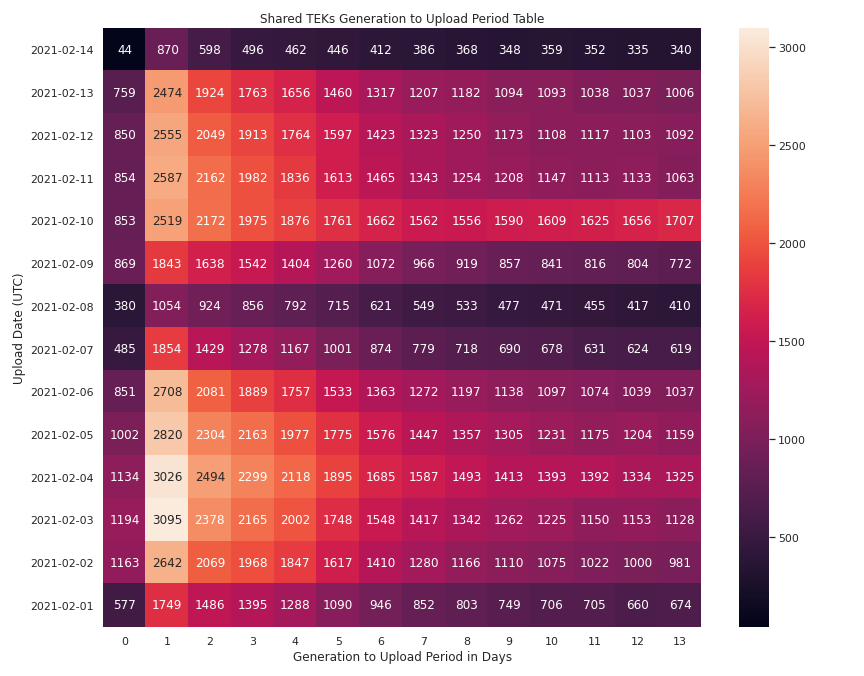 Shared TEKs Generation to Upload Period Table
Upload Date (UTC)
2021-02-14 44 870 598 496 462 446 412 386 368 348 359 352 335 340
2021-02-13 759 2474 1924 1763 1656 1460 1317 1207 1182 1094 1093 1038 1037 1006
2021-02-12 850 2555 2049 1913 1764 1597 1423 1323 1250 1173 1108 1117 1103 1092
2021-02-11 854 2587 2162 1982 1836 1613 1465 1343 1254 1208 1147 1113 1133 1063
2021-02-10 853 2519 2172 1975 1876 1761 1662 1562 1556 1590 1609 1625 1656 1707
2021-02-09 869 1843 1638 1542 1404 1260 1072 966 919 857 841 816 804 772
2021-02-08 380 1054 924 856 792 715 621 549 533 477 471 455 417 410
2021-02-07 485 1854 1429 1278 1167 1001 874 779 718 690 678 631 624 619
2021-02-06 851 2708 2081 1889 1757 1533 1363 1272 1197 1138 1097 1074 1039 1037
2021-02-05 1002 2820 2304 2163 1977 1775 1576 1447 1357 1305 1231 1175 1204 1159
2021-02-04 1134 3026 2494 2299 2118 1895 1685 1587 1493 1413 1393 1392 1334 1325
2021-02-03 1194 3095 2378 2165 2002 1748 1548 1417 1342 1262 1225 1150 1153 1128
2021-02-02 1163 2642 2069 1968 1847 1617 1410 1280 1166 1110 1075 1022 1000 981
2021-02-01 577 1749 1486 1395 1288 1090 946 852 803 749 706 705 660 674
0 1 2 3 4 5 6 7 8 9 10 11 12 13
Generation to Upload Period in Days
3000
2500
2000
1500
1000
500